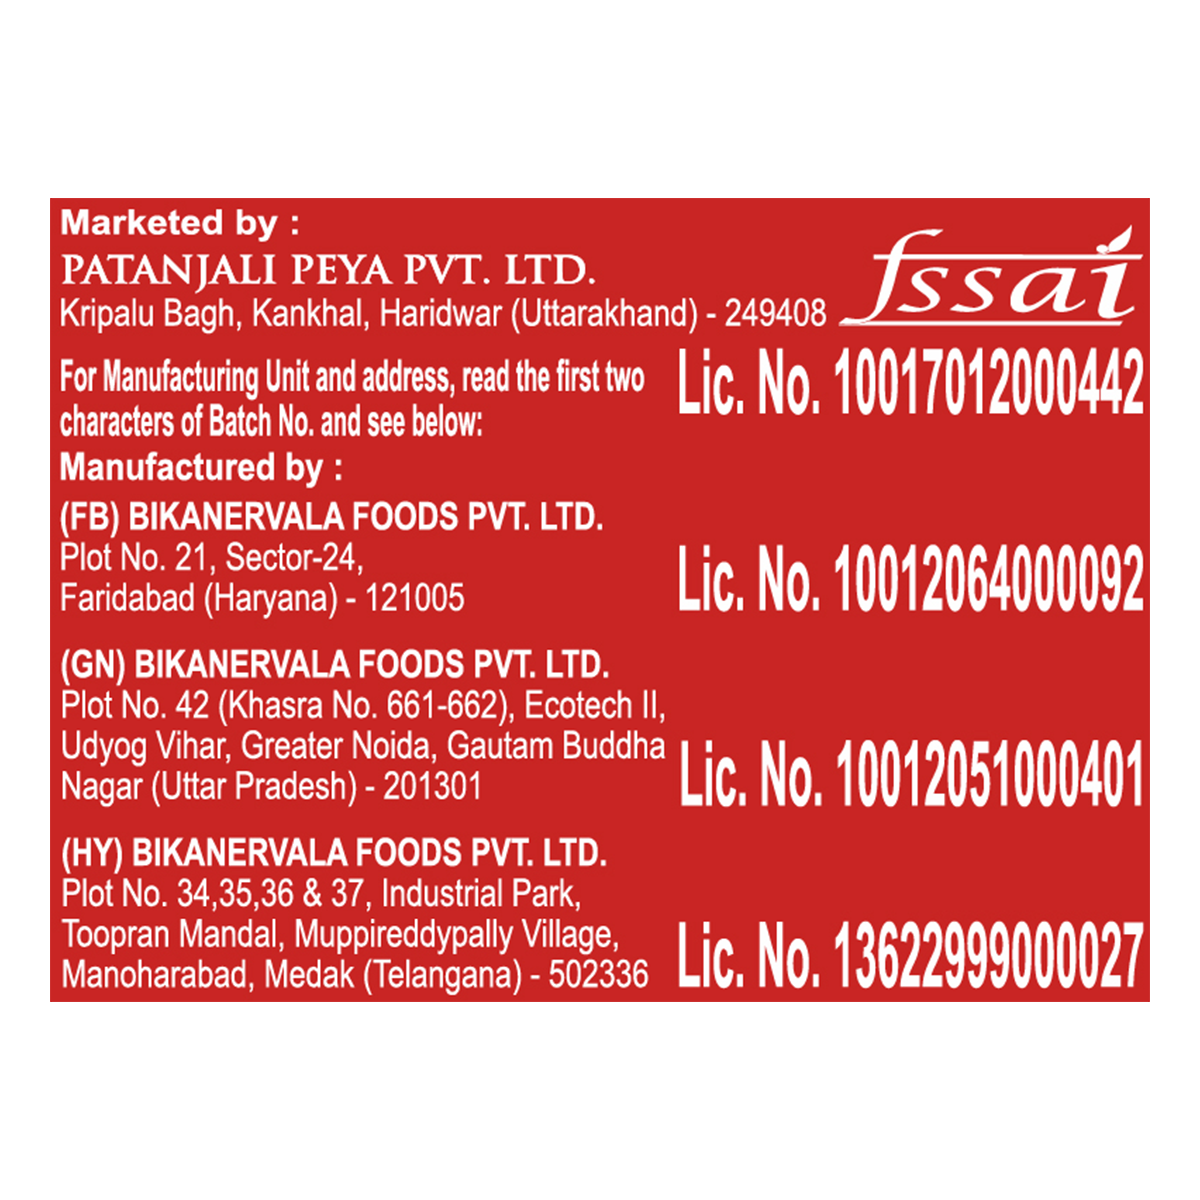 Marketed by :
PATANJALI PEYA PVT. LTD.
Kripalu Bagh, Kankhal, Haridwar (Uttarakhand) - 249408
fssai
Lic. No. 10017012000442
For Manufacturing Unit and address, read the first two
characters of Batch No. and see below:
Manufactured by :
(FB) BIKANERVALA FOODS PVT. LTD.
Plot No. 21, Sector-24,
Faridabad (Haryana) - 121005
Lic. No. 10012064000092
(GN) BIKANERVALA FOODS PVT. LTD.
Plot No. 42 (Khasra No. 661-662), Ecotech II,
Udyog Vihar, Greater Noida, Gautam Buddha
Nagar (Uttar Pradesh) - 201301
Lic. No. 10012051000401
(HY) BIKANERVALA FOODS PVT. LTD.
Plot No. 34,35,36 & 37, Industrial Park,
Toopran Mandal, Muppireddypally Village,
Manoharabad, Medak (Telangana) - 502336
Lic. No. 13622999000027